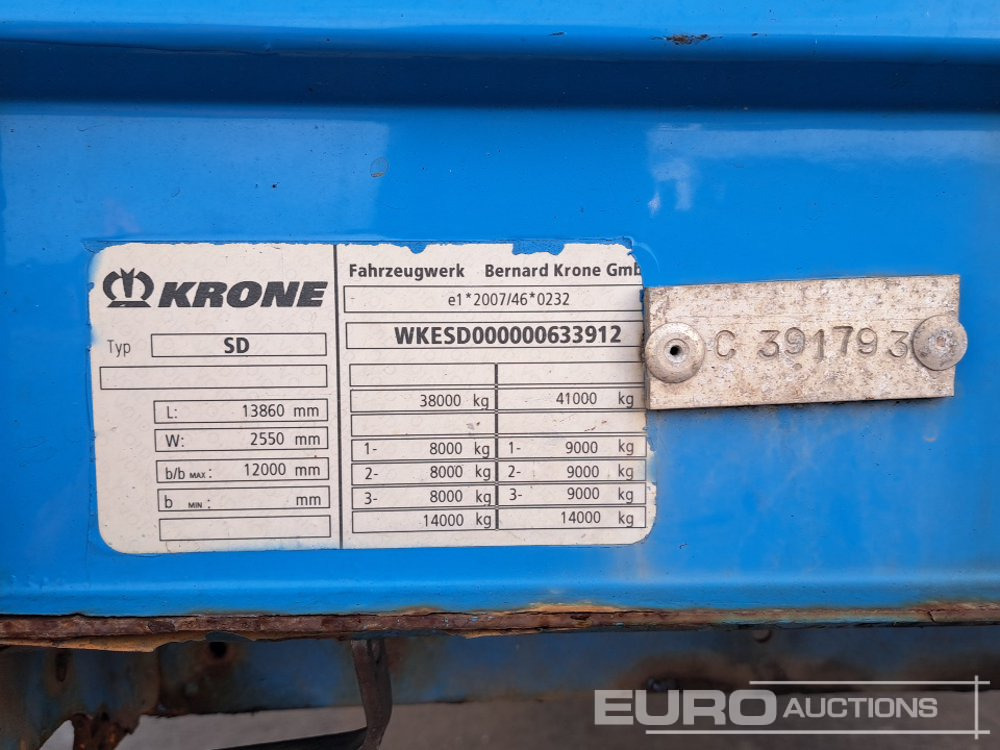 KRONE
Typ SD
L: 13860 mm
W: 2550 mm
b/b MAX: 12000 mm
b MIN: mm
Fahrzeugwerk Bernard Krone Gmb
e1*2007/46*0232
WKESD000000633912
38000 kg 41000 kg
1- 8000 kg 1- 9000 kg
2- 8000 kg 2- 9000 kg
3- 8000 kg 3- 9000 kg
14000 kg 14000 kg
C 391793
EURO AUCTIONS